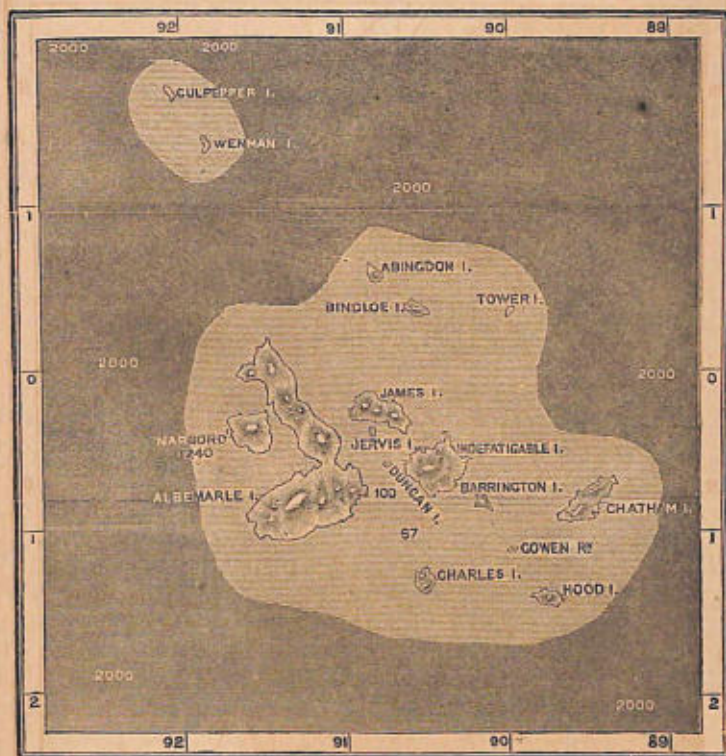 92 91 90 89
2000 2000
CULPEPPER I.
WENMAN I.
2000
1 1
ABINGDON I.
BINDLOE I. TOWER I.
2000 2000
0 0
JAMES I.
JERVIS I. INDEFATIGABLE I.
NARBORO'
1240
DUNCAN I.
ALBEMARLE I. 100 BARRINGTON I.
CHATHAM I.
67
1 1
GOWEN RK
CHARLES I.
HOOD I.
2000 2000
2 2
92 91 90 89